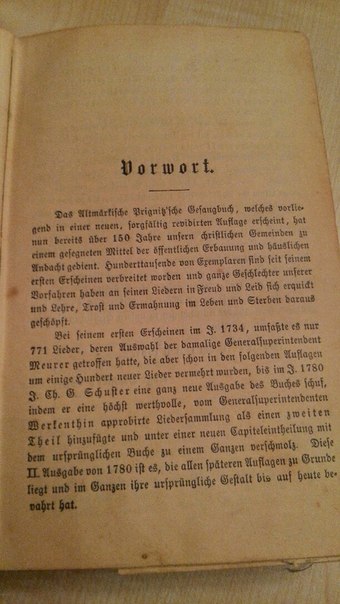 Vorwort.
Das Altmärkische Prignitz'sche Gesangbuch, welches vorlie-
gend in einer neuen, sorgfältig revidirten Auflage erscheint, hat
nun bereits über 150 Jahre unsern christlichen Gemeinden zu
einem gesegneten Mittel der öffentlichen Erbauung und häuslichen
Andacht gedient. Hunderttausende von Exemplaren sind seit seinem
ersten Erscheinen verbreitet worden und ganze Geschlechter unserer
Vorfahren haben an seinen Liedern in Freud und Leid sich erquickt
und Lehre, Trost und Ermahnung im Leben und Sterben daraus
geschöpft.
Bei seinem ersten Erscheinen im J. 1734, umfaßte es nur
771 Lieder, deren Auswahl der damalige Generalsuperintendent
Meurer getroffen hatte, die aber schon in den folgenden Auflagen
um einige Hundert neuer Lieder vermehrt wurden, bis im J. 1780
J. Ch. G. Schuster eine ganz neue Ausgabe des Buches schuf,
indem er eine höchst werthvolle, vom Generalsuperintendenten
Werkenthin approbirte Liedersammlung als einen zweiten
Theil hinzufügte und unter einer neuen Capiteleintheilung mit
dem ursprünglichen Buche zu einem Ganzen verschmolz. Diese
II. Ausgabe von 1780 ist es, die allen späteren Auflagen zu Grunde
liegt und im Ganzen ihre ursprüngliche Gestalt bis auf heute be-
wahrt hat.